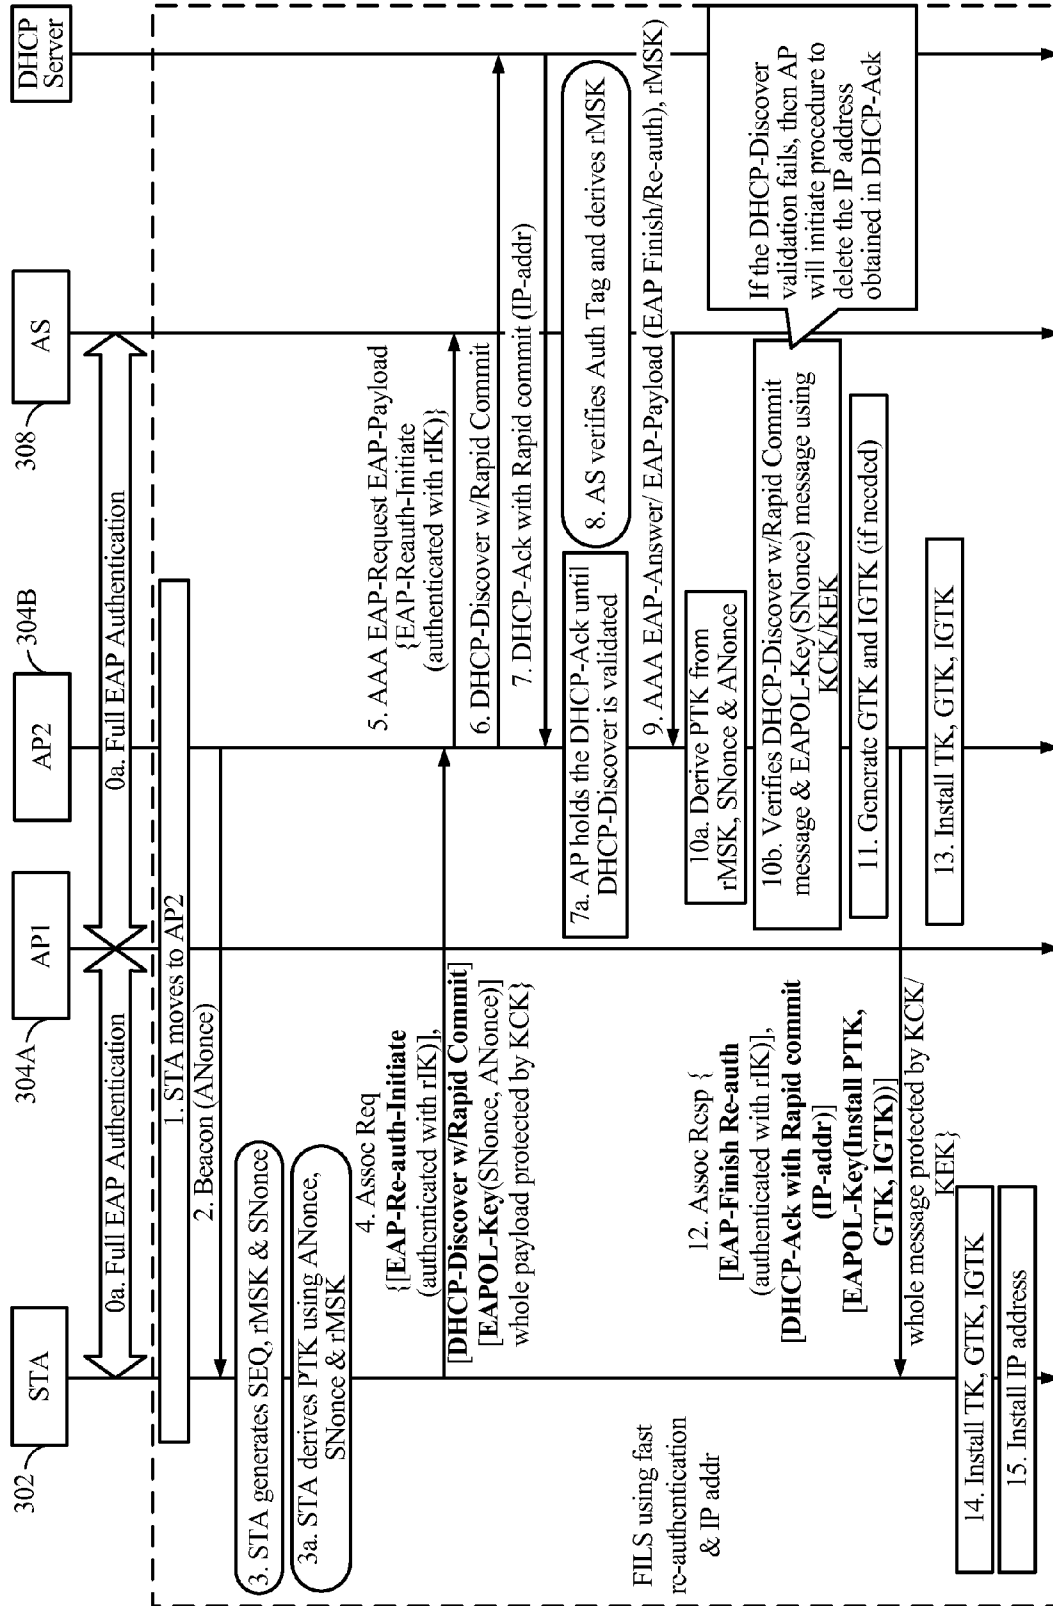 STA
302
AP1
304A
AP2
304B
AS
308
DHCP
Server
0a. Full EAP Authentication
0a. Full EAP Authentication
1. STA moves to AP2
2. Beacon (ANonce)
3. STA generates SEQ, rMSK & SNonce
3a. STA derives PTK using ANonce,
SNonce & rMSK
4. Assoc Req
{[EAP-Re-auth-Initiate
(authenticated with rIK)],
[DHCP-Discover w/Rapid Commit]
[EAPOL-Key(SNonce, ANonce)]
whole payload protected by KCK}
5. AAA EAP-Request EAP-Payload
{EAP-Reauth-Initiate
(authenticated with rIK)}
6. DHCP-Discover w/Rapid Commit
7. DHCP-Ack with Rapid commit (IP-addr)
7a. AP holds the DHCP-Ack until
DHCP-Discover is validated
8. AS verifies Auth Tag and derives rMSK
9. AAA EAP-Answer/ EAP-Payload (EAP Finish/Re-auth), rMSK)
10a. Derive PTK from
rMSK, SNonce & ANonce
10b. Verifies DHCP-Discover w/Rapid Commit
message & EAPOL-Key(SNonce) message using
KCK/KEK
If the DHCP-Discover
validation fails, then AP
will initiate procedure to
delete the IP address
obtained in DHCP-Ack
11. Generate GTK and IGTK (if needed)
12. Assoc Resp {
[EAP-Finish Re-auth
(authenticated with rIK)],
[DHCP-Ack with Rapid commit
(IP-addr)]
[EAPOL-Key(Install PTK,
GTK, IGTK))]
whole message protected by KCK/
KEK}
13. Install TK, GTK, IGTK
14. Install TK, GTK, IGTK
15. Install IP address
FILS using fast
re-authentication
& IP addr